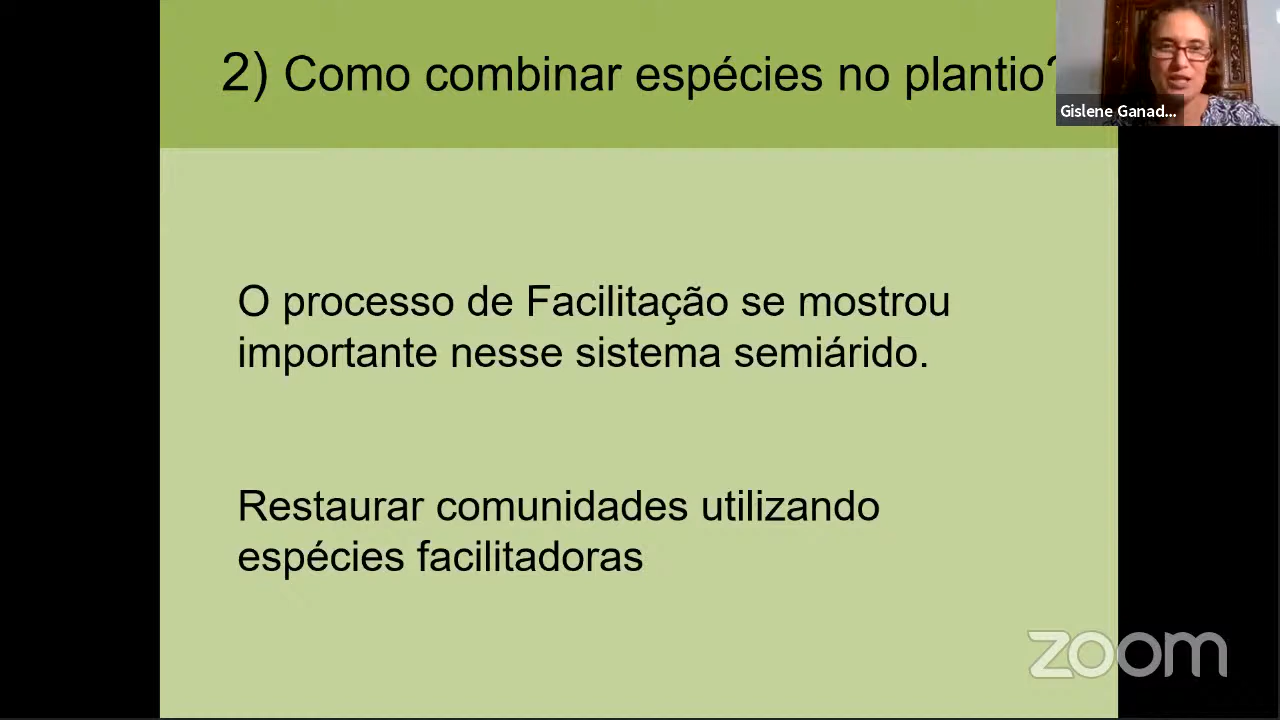 2) Como combinar espécies no plantio?
Gislene Ganad...
O processo de Facilitação se mostrou
importante nesse sistema semiárido.
Restaurar comunidades utilizando
espécies facilitadoras
zoom